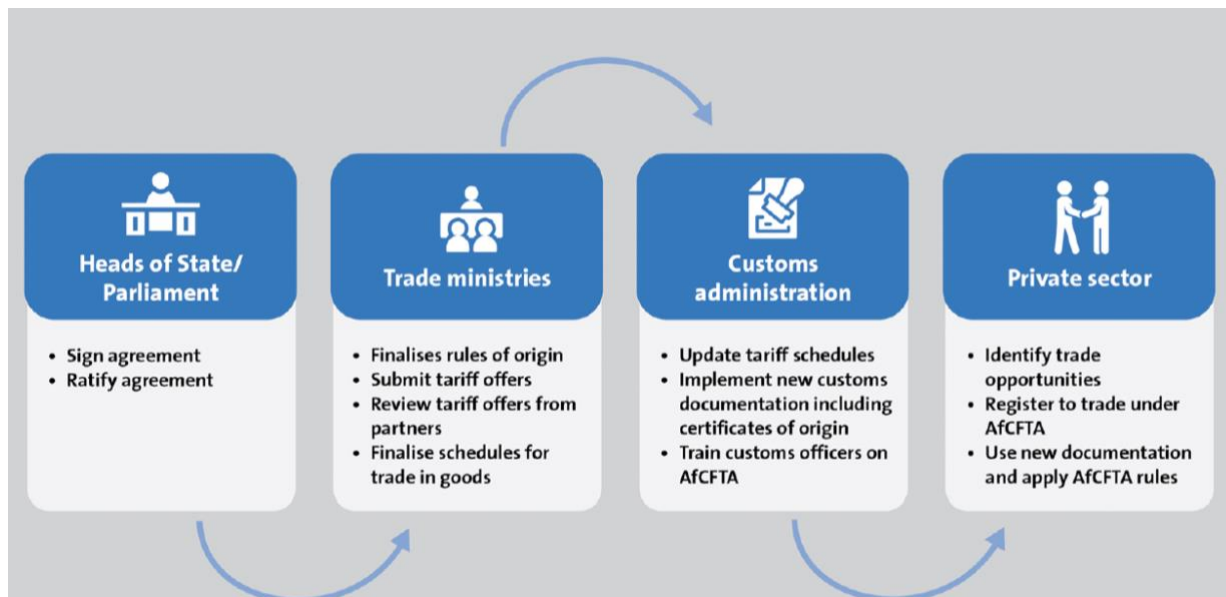 Heads of State/
Parliament
• Sign agreement
• Ratify agreement
Trade ministries
• Finalises rules of origin
• Submit tariff offers
• Review tariff offers from
partners
• Finalise schedules for
trade in goods
Customs
administration
• Update tariff schedules
• Implement new customs
documentation including
certificates of origin
• Train customs officers on
AfCFTA
Private sector
• Identify trade
opportunities
• Register to trade under
AfCFTA
• Use new documentation
and apply AfCFTA rules